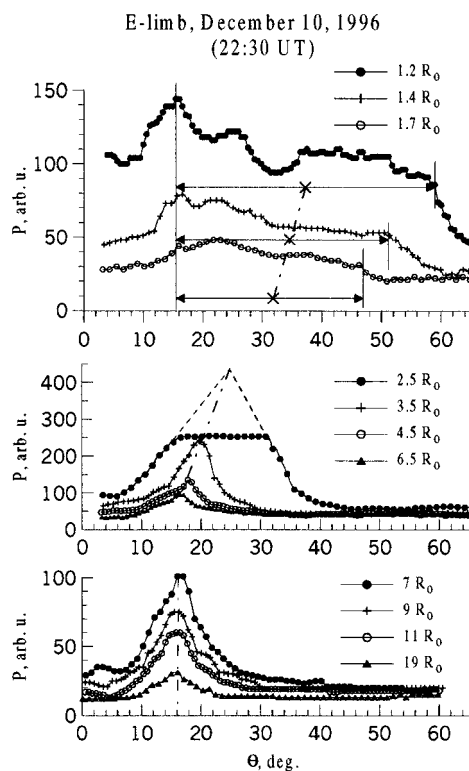 E-limb, December 10, 1996
(22:30 UT)
1.2 R₀
1.4 R₀
1.7 R₀
P, arb. u.
150
100
50
0
0 10 20 30 40 50 60
2.5 R₀
3.5 R₀
4.5 R₀
6.5 R₀
P, arb. u.
400
300
200
100
0
0 10 20 30 40 50 60
7 R₀
9 R₀
11 R₀
19 R₀
P, arb. u.
100
50
0
0 10 20 30 40 50 60
Θ, deg.